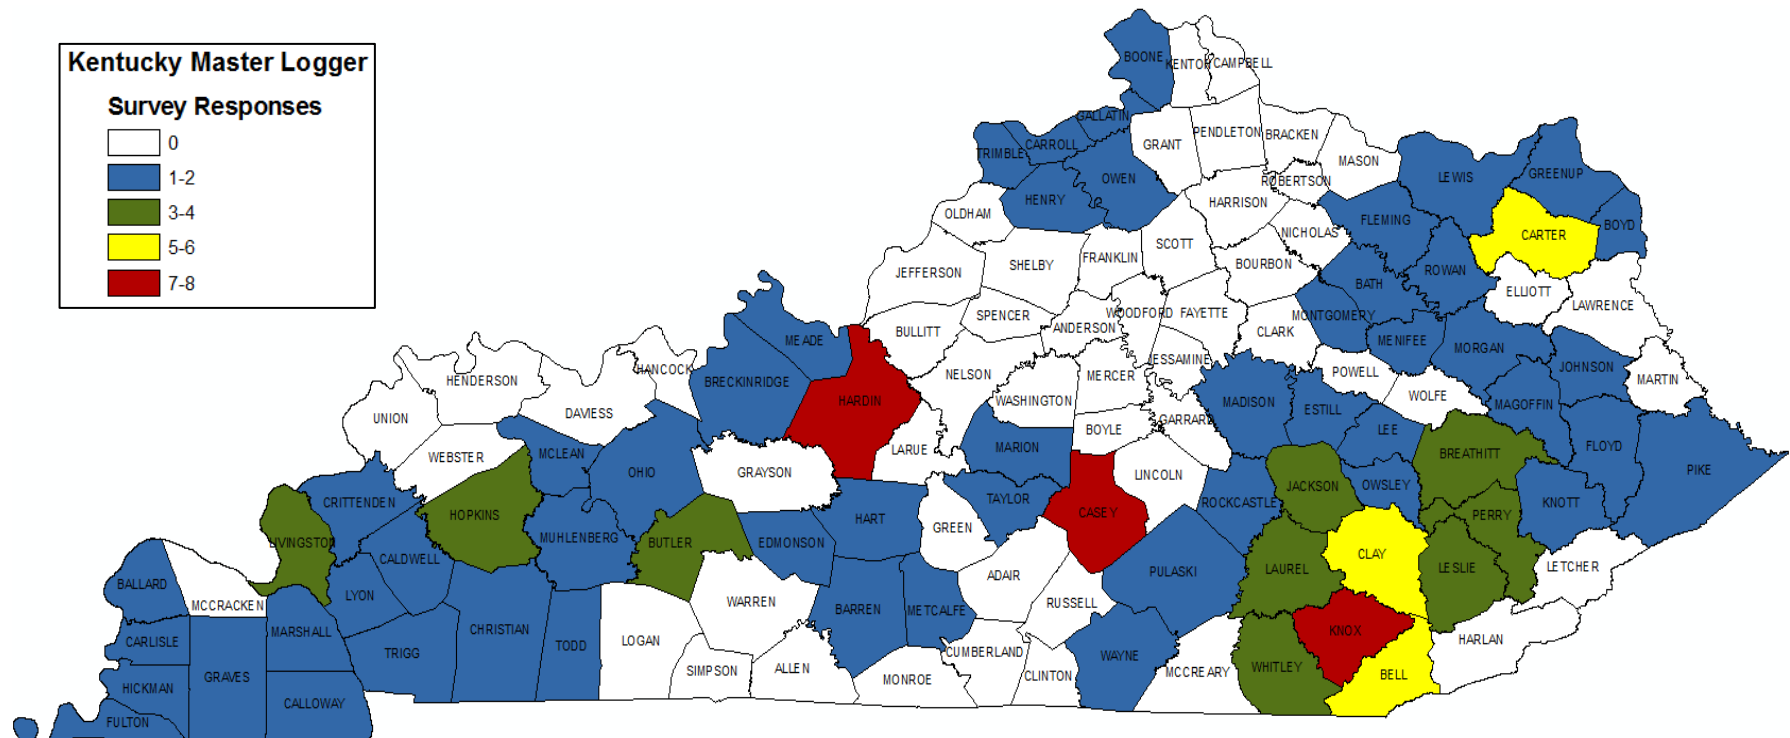 Kentucky Master Logger
Survey Responses
0
1-2
3-4
5-6
7-8
BOONE
KENTON
CAMPBELL
GALLATIN
TRIMBLE
CARROLL
GRANT
PENDLETON
BRACKEN
MASON
OWEN
HENRY
ROBERTSON
LEWIS
GREENUP
OLDHAM
HARRISON
FLEMING
BOYD
CARTER
NICHOLAS
SCOTT
JEFFERSON
SHELBY
FRANKLIN
BOURBON
ROWAN
BATH
ELLIOTT
LAWRENCE
BULLITT
SPENCER
ANDERSON
WOODFORD
FAYETTE
CLARK
MONTGOMERY
MENIFEE
MORGAN
MEADE
JESSAMINE
JOHNSON
MARTIN
HENDERSON
HANCOCK
BRECKINRIDGE
HARDIN
NELSON
MERCER
POWELL
WOLFE
UNION
DAVIESS
WASHINGTON
MADISON
ESTILL
MAGOFFIN
GARRARD
BOYLE
LEE
WEBSTER
MCLEAN
OHIO
GRAYSON
LARUE
MARION
FLOYD
BREATHITT
PIKE
LINCOLN
CRITTENDEN
TAYLOR
ROCKCASTLE
JACKSON
OWSLEY
KNOTT
HOPKINS
HART
GREEN
CASEY
PERRY
LIVINGSTON
MUHLENBERG
BUTLER
EDMONSON
CALDWELL
CLAY
BALLARD
LYON
ADAIR
PULASKI
LAUREL
LESLIE
LETCHER
MCCRACKEN
WARREN
BARREN
METCALFE
RUSSELL
CARLISLE
MARSHALL
CHRISTIAN
TODD
LOGAN
KNOX
HARLAN
TRIGG
CUMBERLAND
WAYNE
HICKMAN
GRAVES
SIMPSON
ALLEN
MONROE
CLINTON
MCCREARY
WHITLEY
BELL
CALLOWAY
FULTON